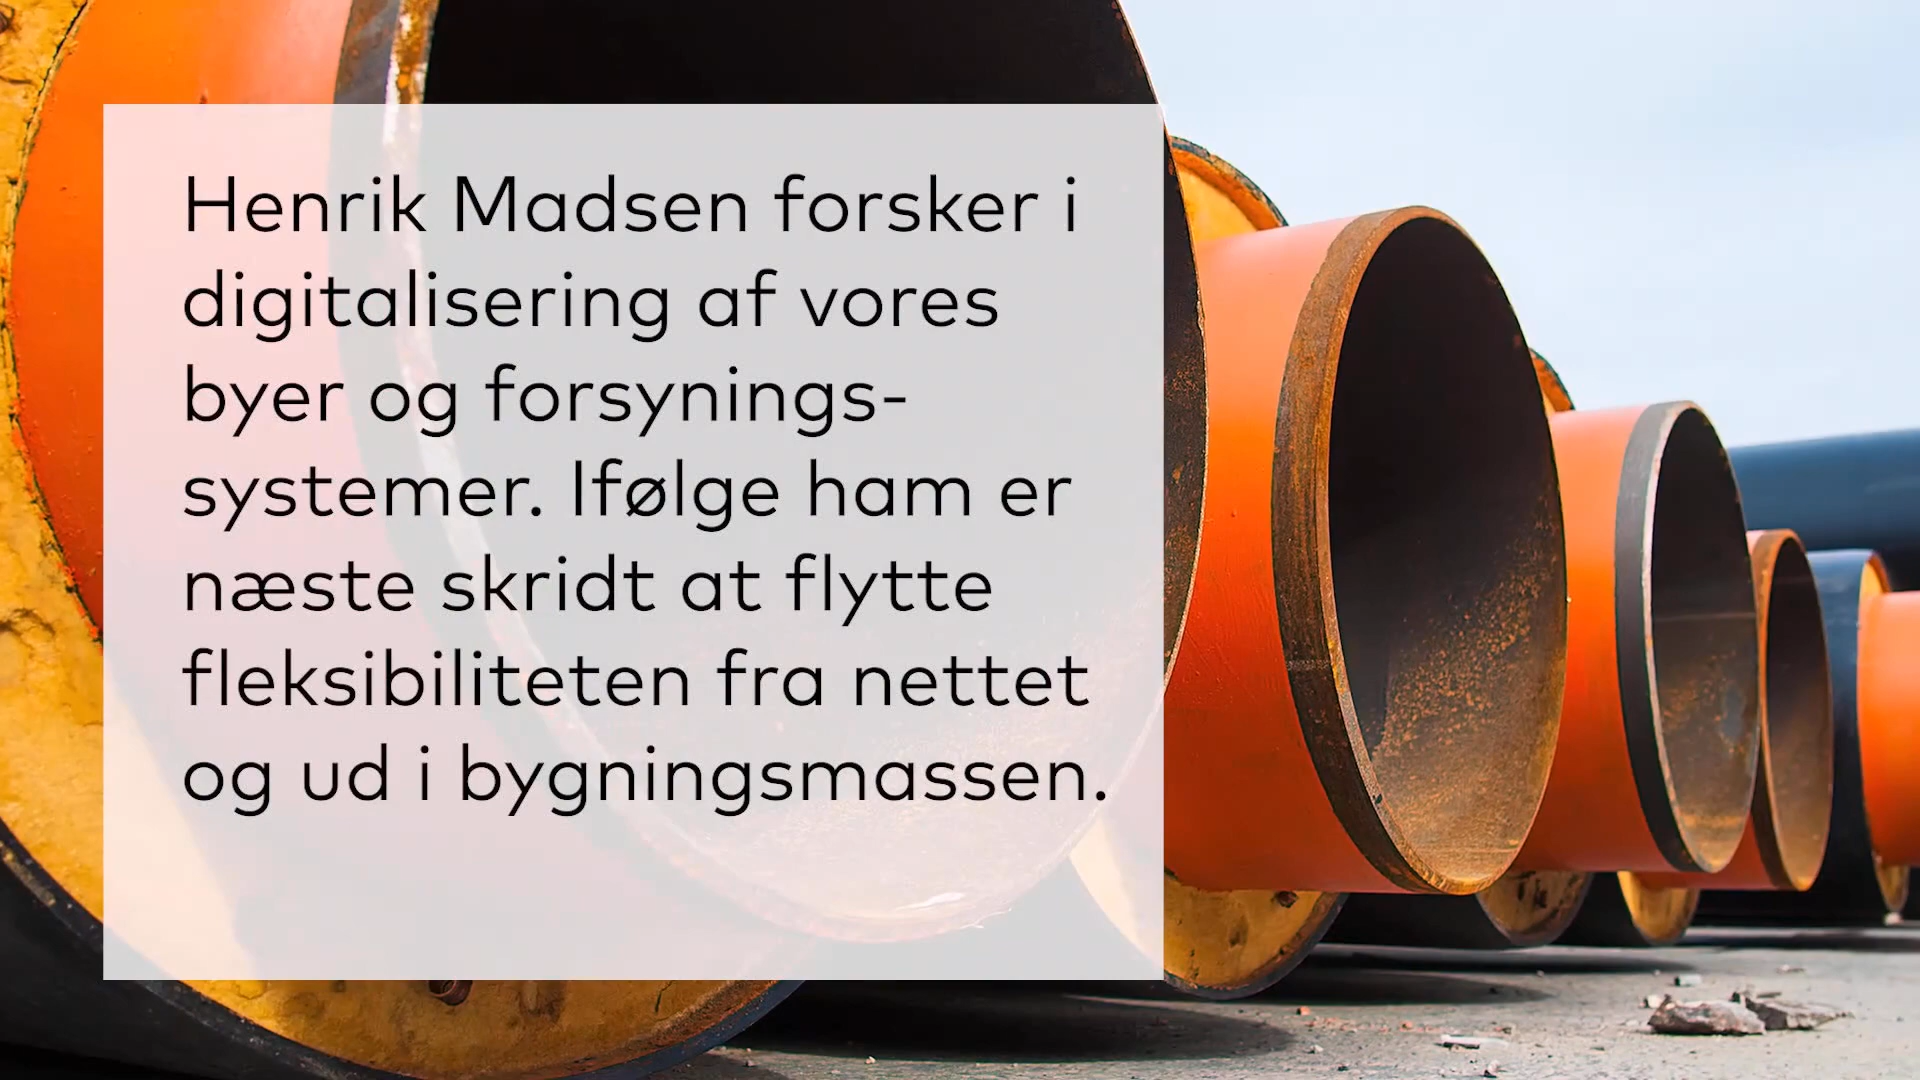 Henrik Madsen forsker i
digitalisering af vores
byer og forsynings-
systemer. Ifølge ham er
næste skridt at flytte
fleksibiliteten fra nettet
og ud i bygningsmassen.